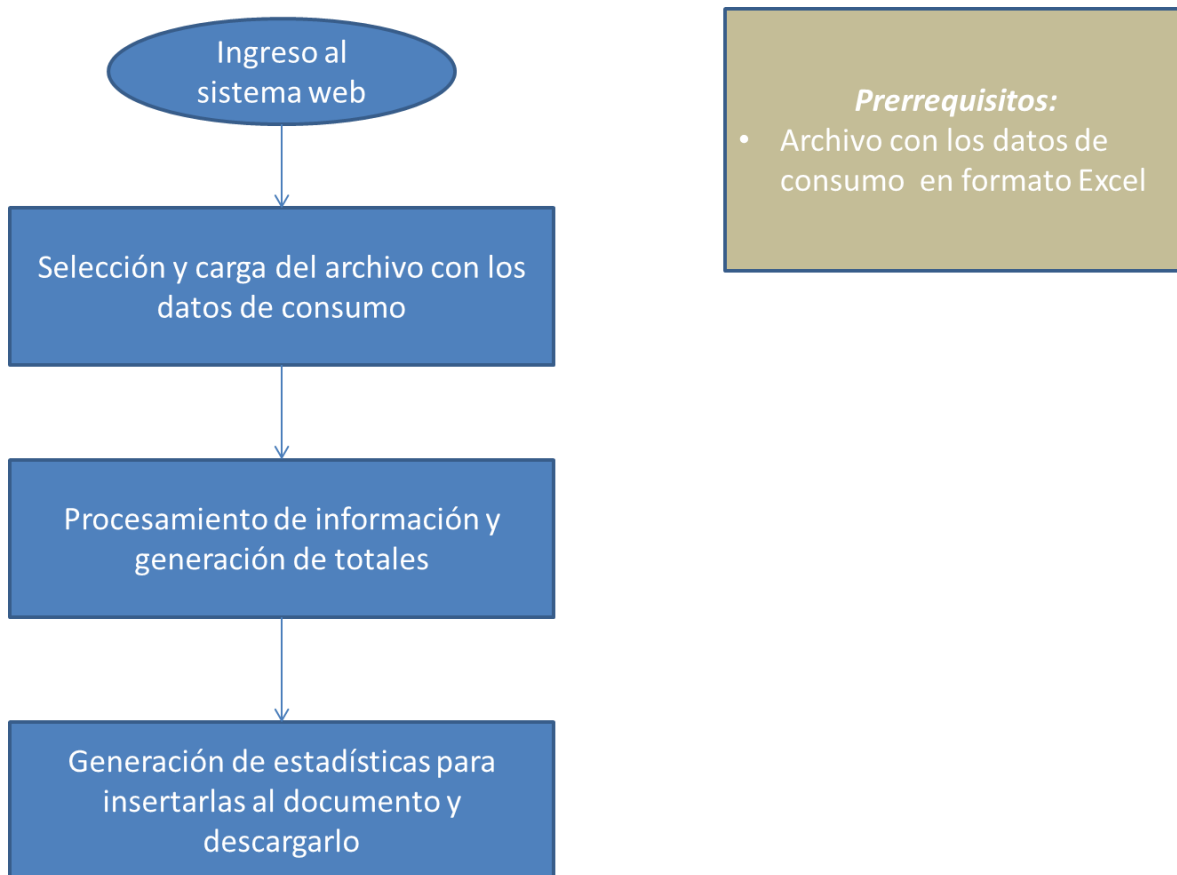 Ingreso al
sistema web
Selección y carga del archivo con los
datos de consumo
Procesamiento de información y
generación de totales
Generación de estadísticas para
insertarlas al documento y
descargarlo
Prerrequisitos:
• Archivo con los datos de
consumo en formato Excel